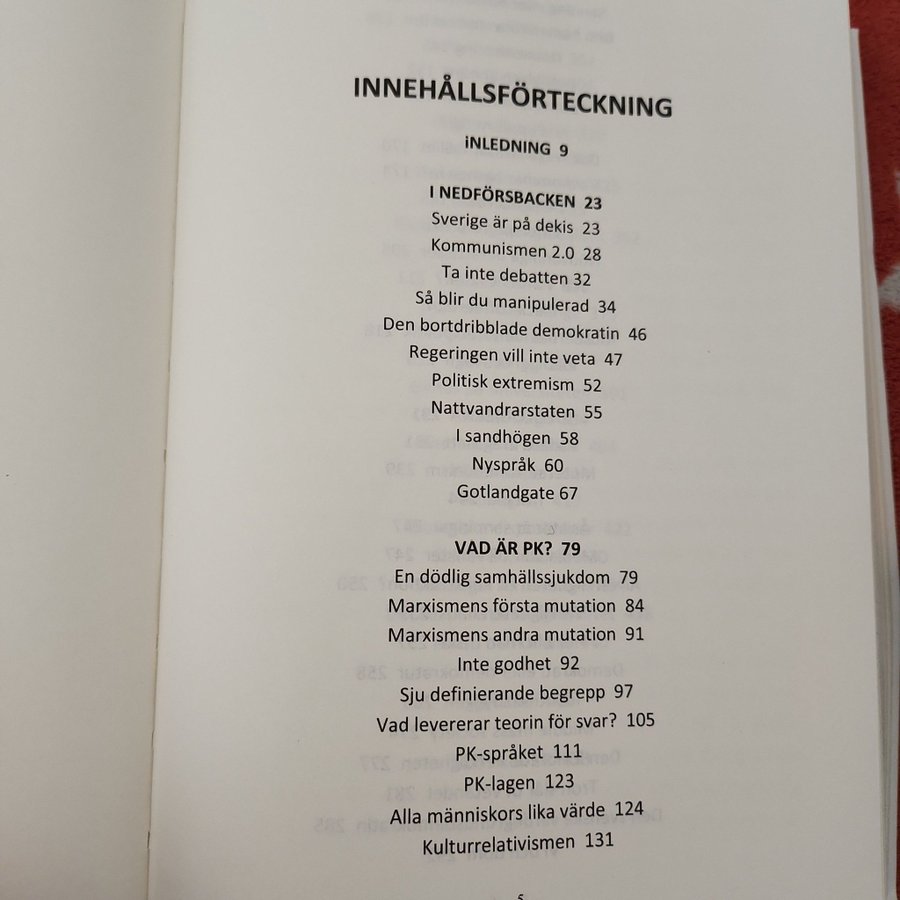 INNEHÅLLSFÖRTECKNING
iNLEDNING 9
I NEDFÖRSBACKEN 23
Sverige är på dekis 23
Kommunismen 2.0 28
Ta inte debatten 32
Så blir du manipulerad 34
Den bortdribblade demokratin 46
Regeringen vill inte veta 47
Politisk extremism 52
Nattvandrarstaten 55
I sandhögen 58
Nyspråk 60
Gotlandgate 67
VAD ÄR PK? 79
En dödlig samhällssjukdom 79
Marxismens första mutation 84
Marxismens andra mutation 91
Inte godhet 92
Sju definierande begrepp 97
Vad levererar teorin för svar? 105
PK-språket 111
PK-lagen 123
Alla människors lika värde 124
Kulturrelativismen 131
5